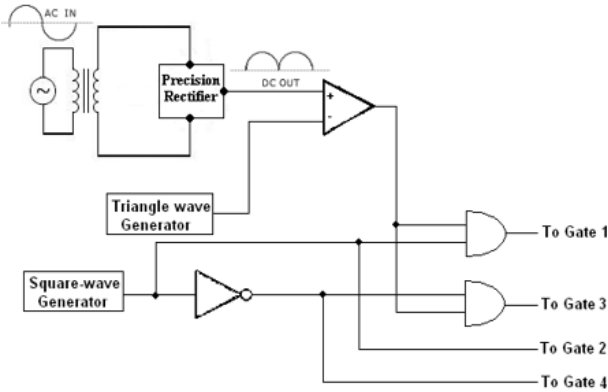 AC IN
Precision
Rectifier
DC OUT
+
-
Triangle wave
Generator
Square-wave
Generator
To Gate 1
To Gate 3
To Gate 2
To Gate 4